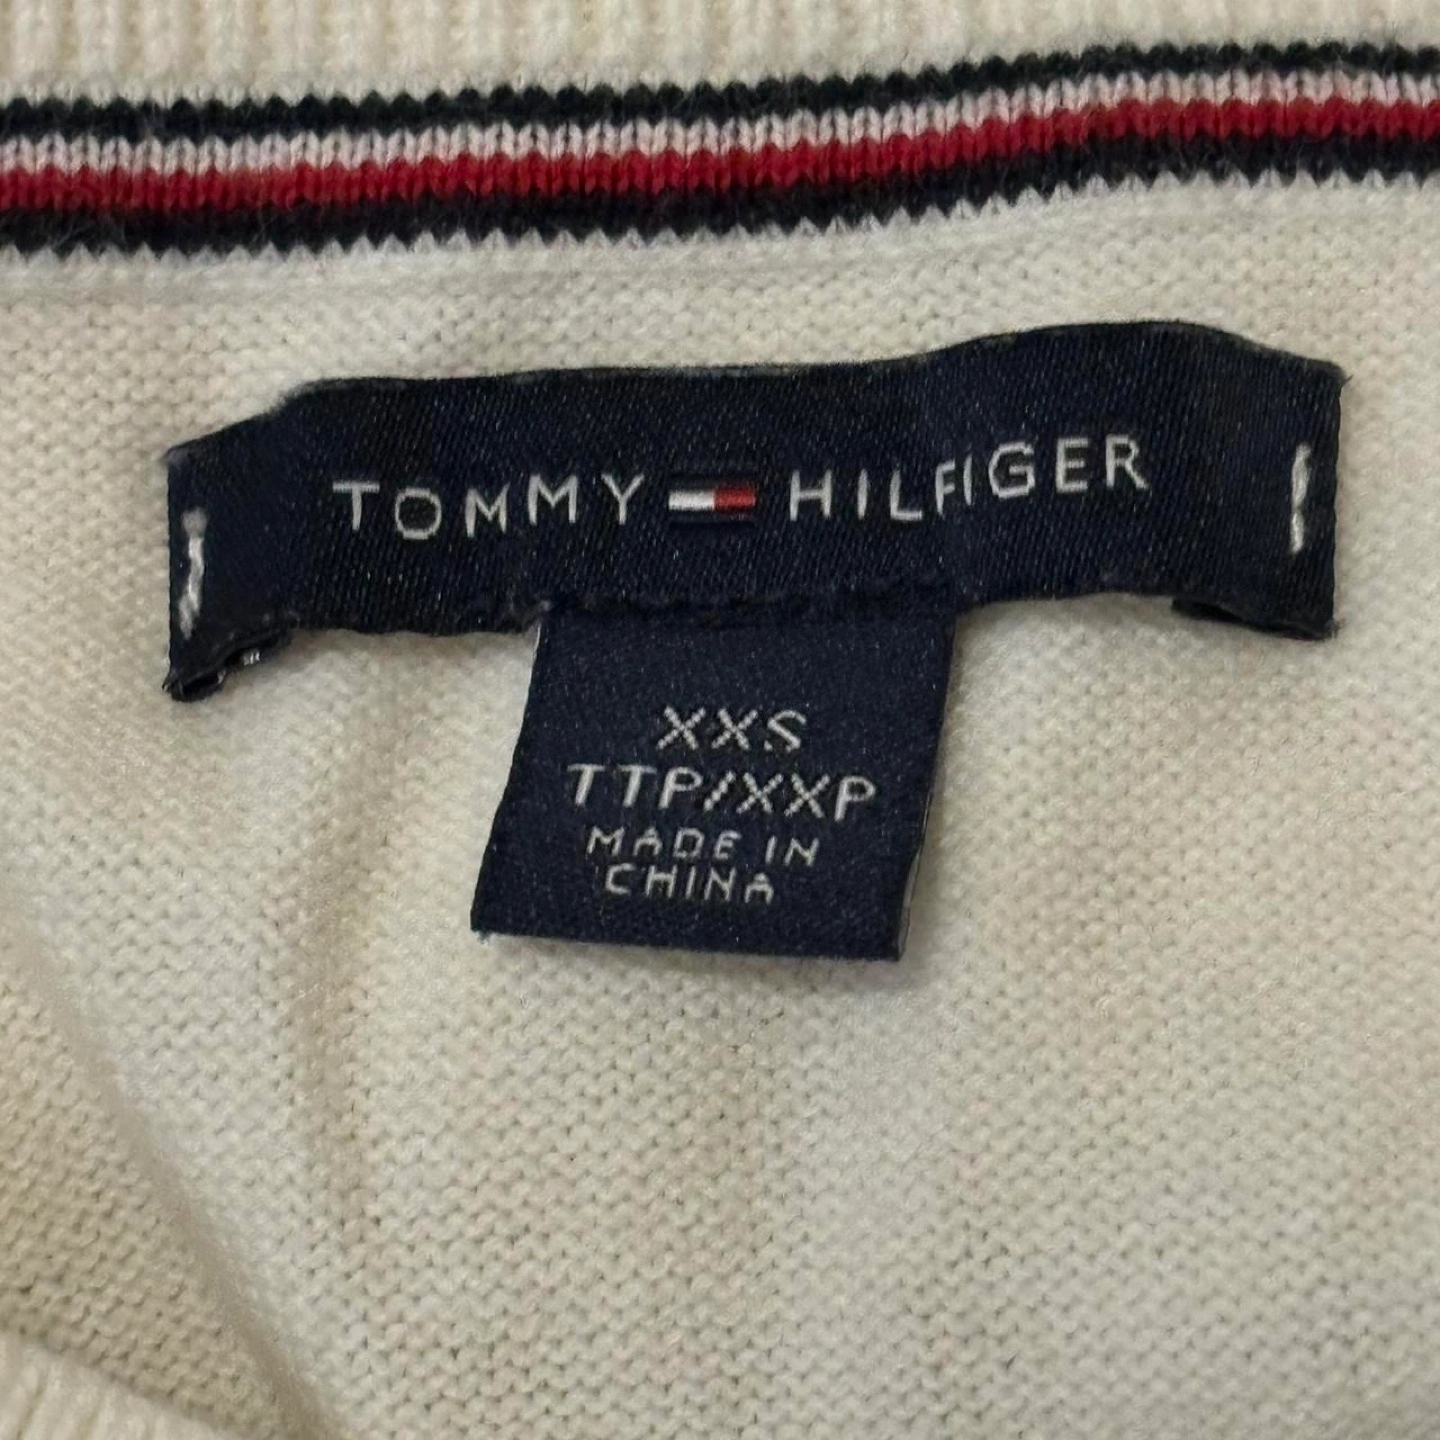 TOMMY HILFIGER
XXS
TTP/XXP
MADE IN
CHINA